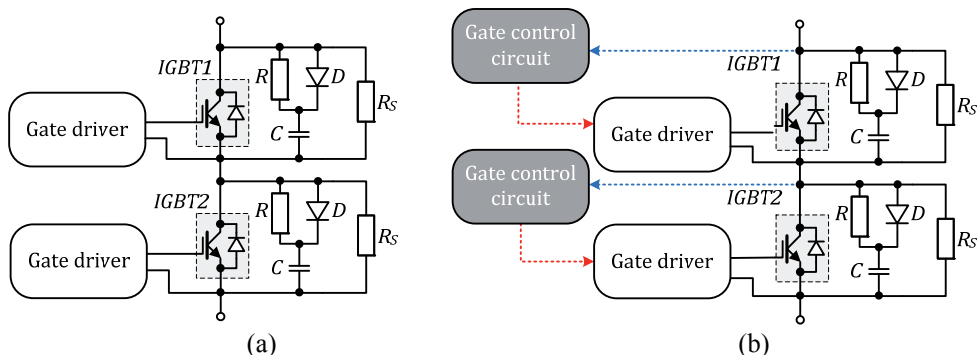 IGBT1
R
D
R_S
C
Gate driver
IGBT2
R
D
R_S
C
Gate driver
(a)
Gate control
circuit
IGBT1
R
D
R_S
C
Gate driver
Gate control
circuit
IGBT2
R
D
R_S
C
Gate driver
(b)